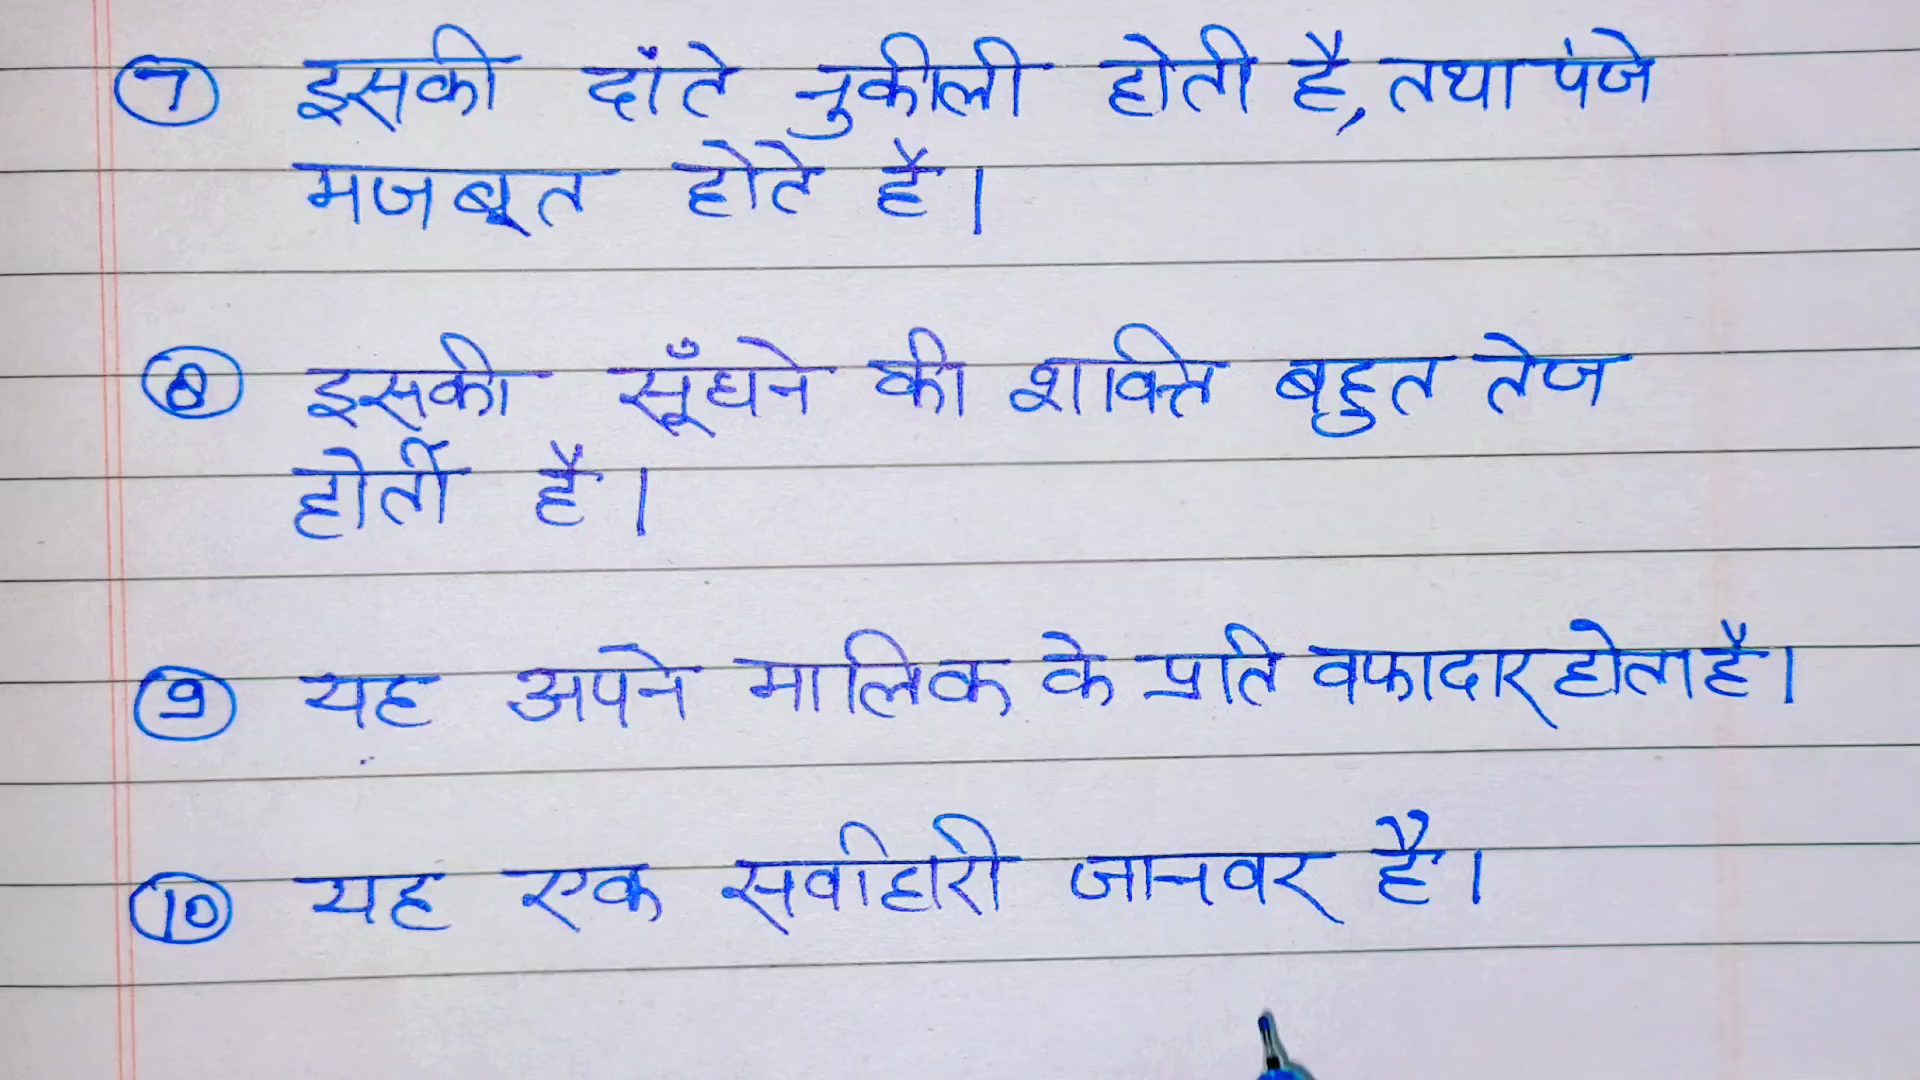 7 इसकी दांते नुकीली होती है, तथा पंजे
मजबूत होते है।
8 इसकी सूँघने की शक्ति बहुत तेज
होती है।
9 यह अपने मालिक के प्रति वफादार होता है।
10 यह एक सर्वाहारी जानवर है।